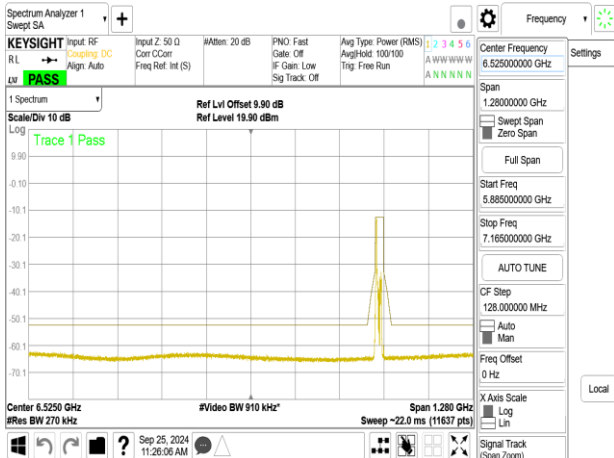 Spectrum Analyzer 1
Swept SA
+
Frequency
KEYSIGHT
RL
LXI
PASS
Input: RF
Coupling: DC
Align: Auto
Input Z: 50 Ω
Corr CCorr
Freq Ref: Int (S)
#Atten: 20 dB
PNO: Fast
Gate: Off
IF Gain: Low
Sig Track: Off
Avg Type: Power (RMS)
Avg|Hold: 100/100
Trig: Free Run
1 2 3 4 5 6
A W W W W W
A N N N N N
Center Frequency
6.525000000 GHz
Settings
Span
1.28000000 GHz
Swept Span
Zero Span
Full Span
Start Freq
5.885000000 GHz
Stop Freq
7.165000000 GHz
AUTO TUNE
CF Step
128.000000 MHz
Auto
Man
Freq Offset
0 Hz
X Axis Scale
Log
Lin
Local
Signal Track
(Span Zoom)
1 Spectrum
Scale/Div 10 dB
Ref Lvl Offset 9.90 dB
Ref Level 19.90 dBm
Log
Trace 1 Pass
9.90
-0.10
-10.1
-20.1
-30.1
-40.1
-50.1
-60.1
-70.1
Center 6.5250 GHz
#Res BW 270 kHz
#Video BW 910 kHz*
Span 1.280 GHz
Sweep ~22.0 ms (11637 pts)
?
Sep 25, 2024
11:26:06 AM